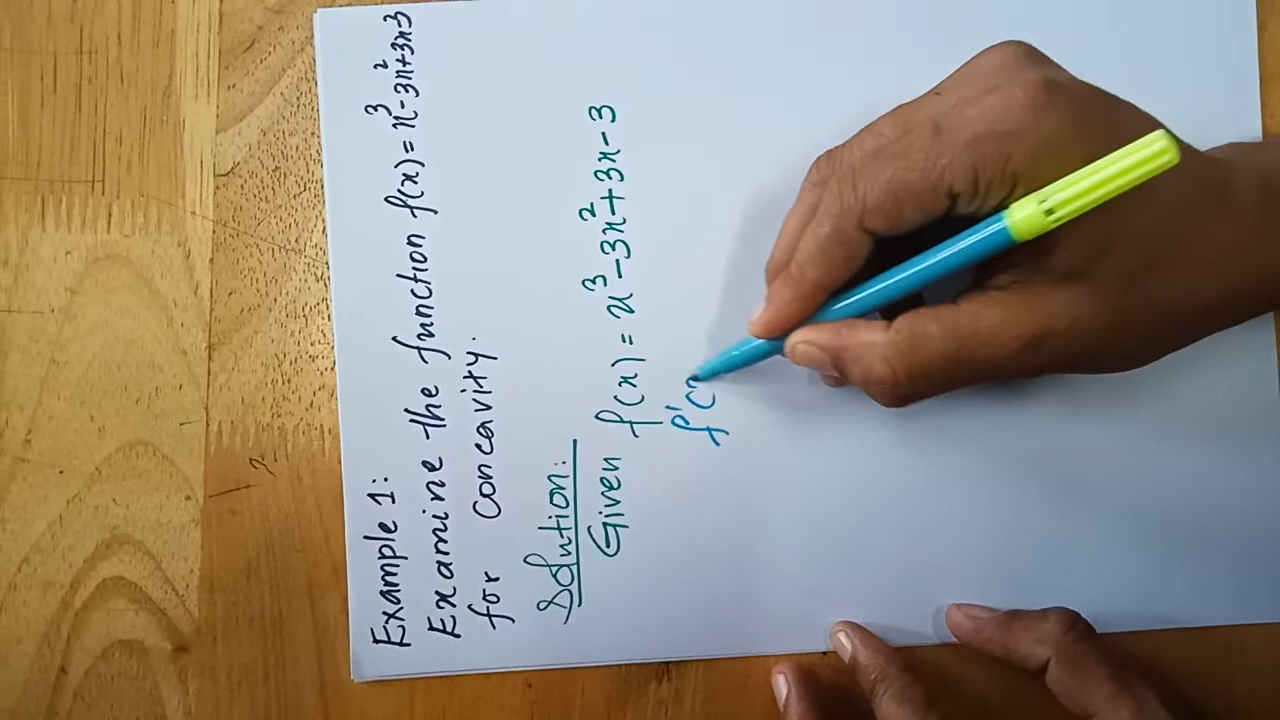 Example 1:
Examine the function f(x) = x³ - 3x² + 3x - 3
for concavity.
Solution:
Given f(x) = x³ - 3x² + 3x - 3
f'(